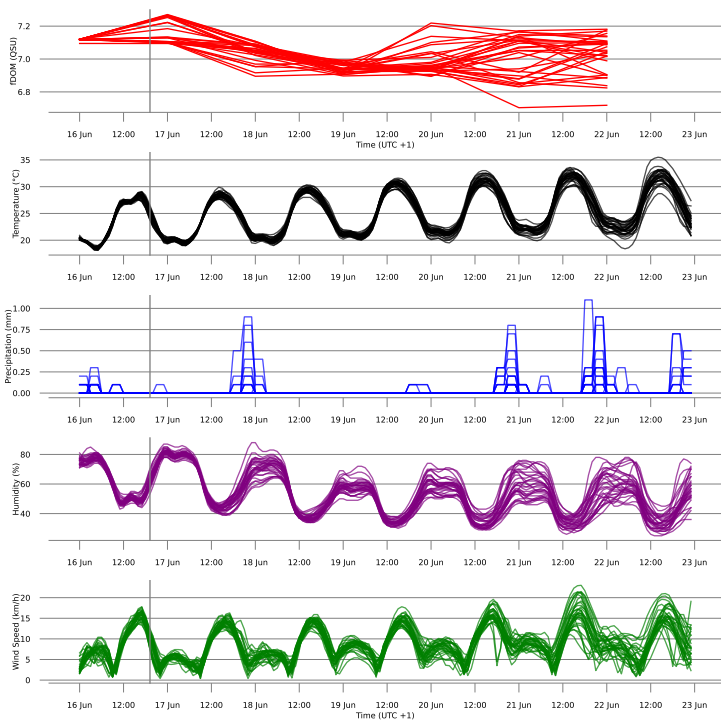 fDOM (QSU)
7.2
7.0
6.8
16 Jun 12:00 17 Jun 12:00 18 Jun 12:00 19 Jun 12:00 20 Jun 12:00 21 Jun 12:00 22 Jun 12:00 23 Jun
Time (UTC +1)
Temperature (°C)
35
30
25
20
16 Jun 12:00 17 Jun 12:00 18 Jun 12:00 19 Jun 12:00 20 Jun 12:00 21 Jun 12:00 22 Jun 12:00 23 Jun
Precipitation (mm)
1.00
0.75
0.50
0.25
0.00
16 Jun 12:00 17 Jun 12:00 18 Jun 12:00 19 Jun 12:00 20 Jun 12:00 21 Jun 12:00 22 Jun 12:00 23 Jun
Humidity (%)
80
60
40
16 Jun 12:00 17 Jun 12:00 18 Jun 12:00 19 Jun 12:00 20 Jun 12:00 21 Jun 12:00 22 Jun 12:00 23 Jun
Wind Speed (km/h)
20
15
10
5
0
16 Jun 12:00 17 Jun 12:00 18 Jun 12:00 19 Jun 12:00 20 Jun 12:00 21 Jun 12:00 22 Jun 12:00 23 Jun
Time (UTC +1)